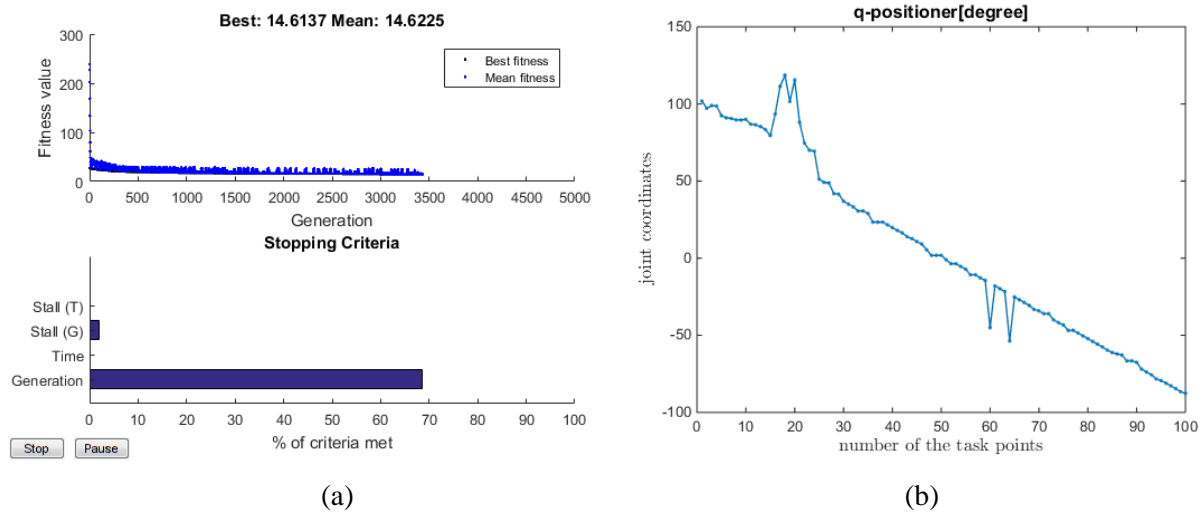 Best: 14.6137 Mean: 14.6225
300
200
100
0
Fitness value
Best fitness
Mean fitness
0 500 1000 1500 2000 2500 3000 3500 4000 4500 5000
Generation
Stopping Criteria
Stall (T)
Stall (G)
Time
Generation
0 10 20 30 40 50 60 70 80 90 100
% of criteria met
Stop Pause
(a)
q-positioner[degree]
150
100
50
0
-50
-100
joint coordinates
0 10 20 30 40 50 60 70 80 90 100
number of the task points
(b)